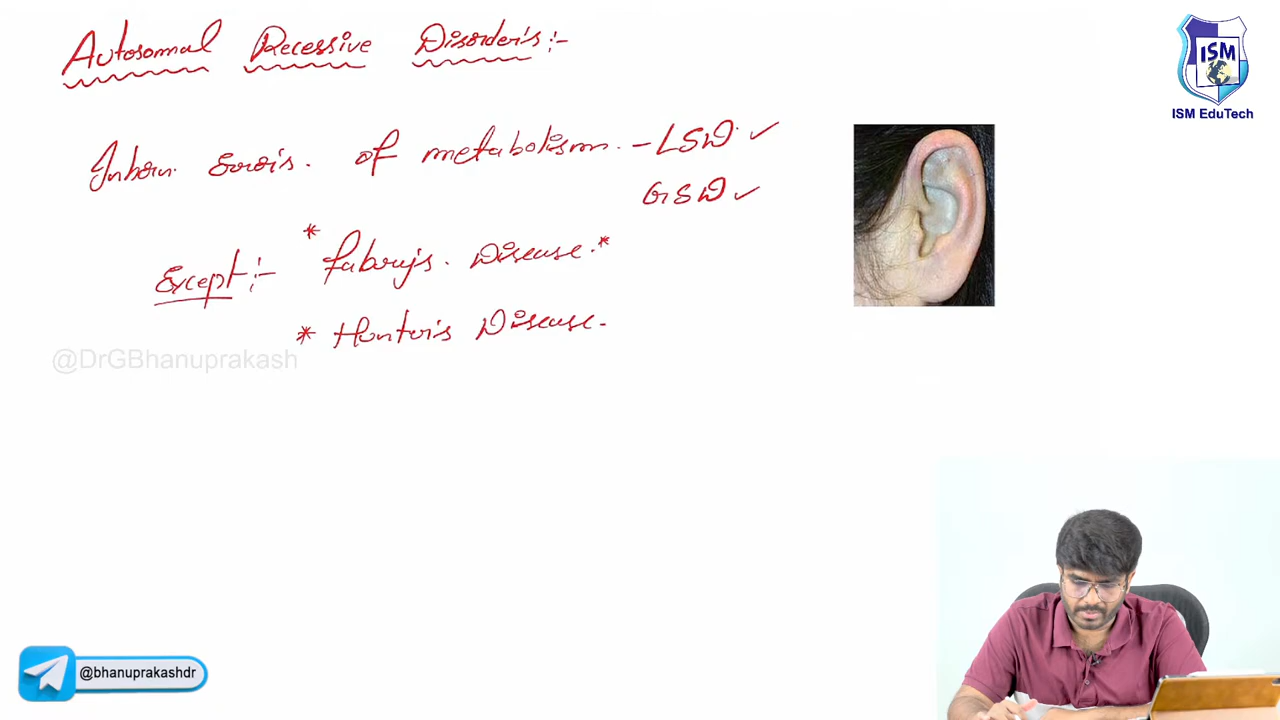 Autosomal Recessive Disorders:-
ISM
ISM EduTech
Inborn Errors of metabolism - LSD ✓
GSD ✓
Except:- * Fabry's Disease. *
* Hunter's Disease.
@DrGBhanuprakash
@bhanuprakashdr